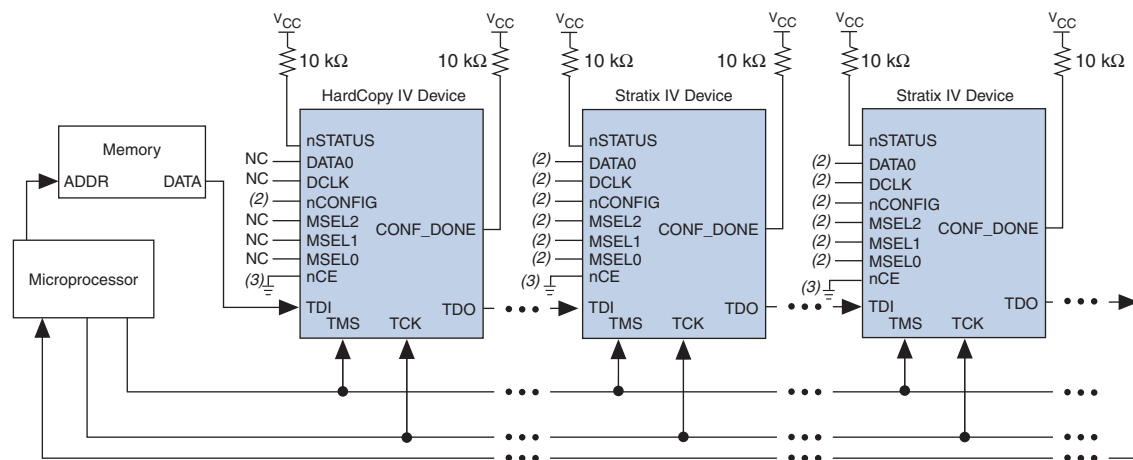 VCC
VCC
VCC
VCC
VCC
VCC
10 kΩ
10 kΩ
10 kΩ
10 kΩ
10 kΩ
10 kΩ
HardCopy IV Device
Stratix IV Device
Stratix IV Device
Memory
ADDR
DATA
Microprocessor
nSTATUS
NC
DATA0
NC
DCLK
(2)
nCONFIG
NC
MSEL2
NC
MSEL1
NC
MSEL0
(3)
nCE
CONF_DONE
TDI
TDO
TMS
TCK
nSTATUS
(2)
DATA0
(2)
DCLK
(2)
nCONFIG
(2)
MSEL2
(2)
MSEL1
(2)
MSEL0
(3)
nCE
CONF_DONE
TDI
TDO
TMS
TCK
nSTATUS
(2)
DATA0
(2)
DCLK
(2)
nCONFIG
(2)
MSEL2
(2)
MSEL1
(2)
MSEL0
(3)
nCE
CONF_DONE
TDI
TDO
TMS
TCK